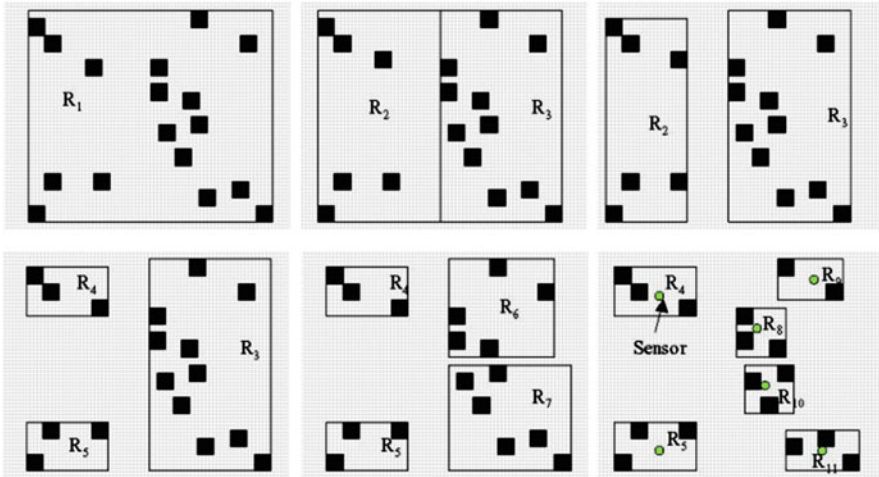 R1
R2 R3
R2 R3
R4 R3 R5
R4 R6 R7 R5
R4 R9 R8 Sensor R10 R5 R11